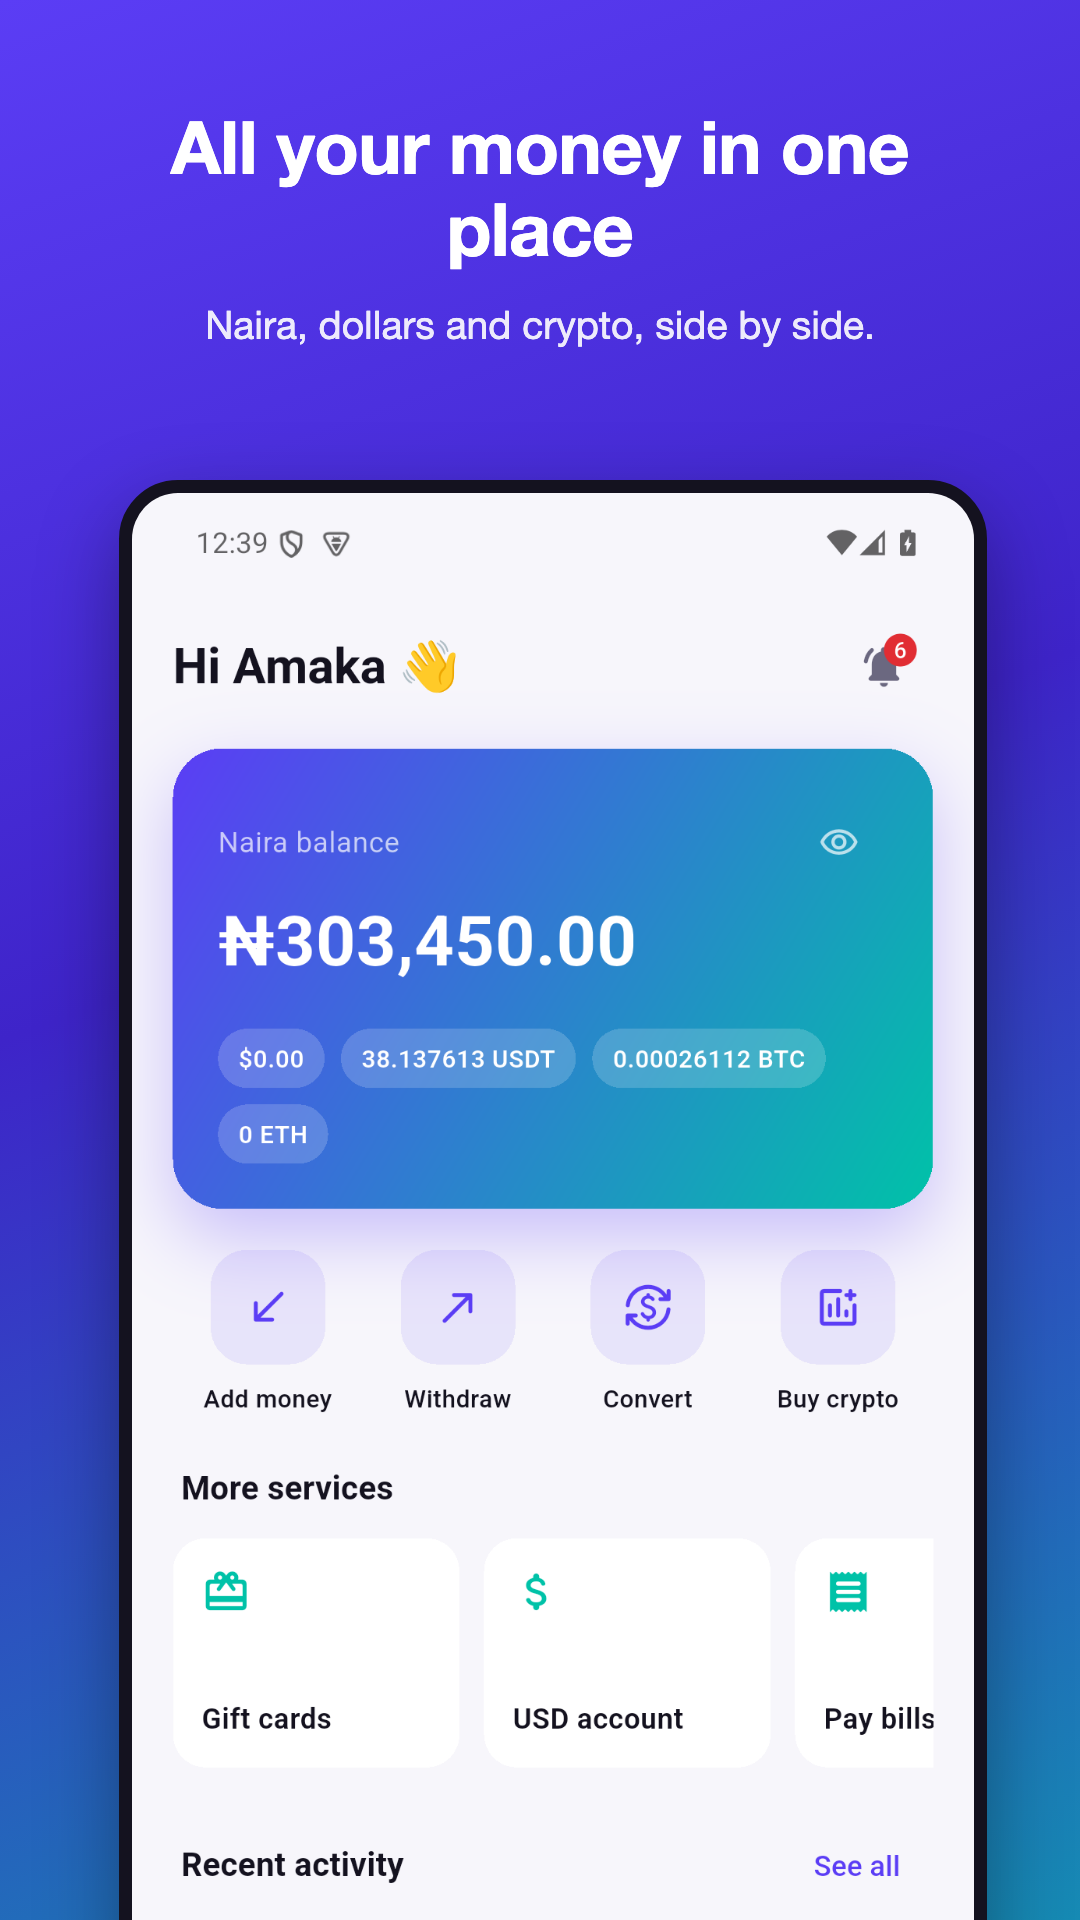 All your money in one
place
Naira, dollars and crypto, side by side.
12:39
Hi Amaka 👋
6
Naira balance
₦303,450.00
$0.00
38.137613 USDT
0.00026112 BTC
0 ETH
Add money
Withdraw
Convert
Buy crypto
More services
Gift cards
USD account
Pay bills
Recent activity
See all